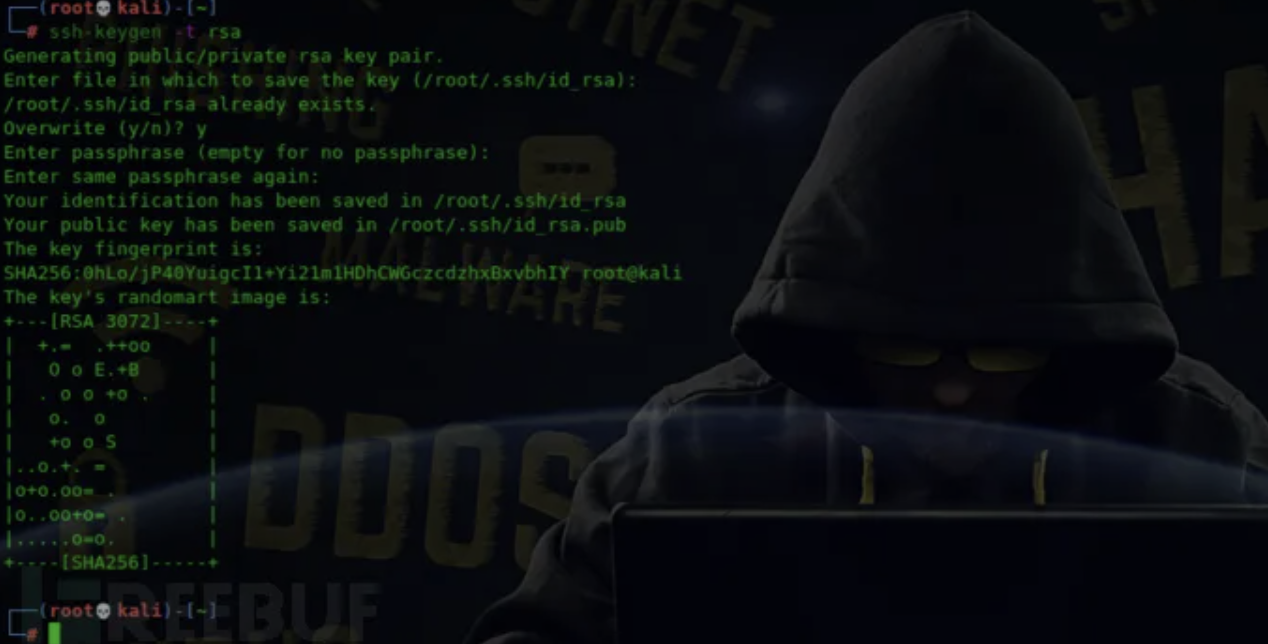 (root💀kali)-[~]
# ssh-keygen -t rsa
Generating public/private rsa key pair.
Enter file in which to save the key (/root/.ssh/id_rsa):
/root/.ssh/id_rsa already exists.
Overwrite (y/n)? y
Enter passphrase (empty for no passphrase):
Enter same passphrase again:
Your identification has been saved in /root/.ssh/id_rsa
Your public key has been saved in /root/.ssh/id_rsa.pub
The key fingerprint is:
SHA256:0hLo/jP40YuigcI1+Yi21m1HDhCWGczcdzhxBxvbhIY root@kali
The key's randomart image is:
+---[RSA 3072]----+
|  +.=  .++oo     |
|   O o E.+B      |
|  . o o +o .     |
|   o.  o         |
|   +o o S        |
|..o.+. =         |
|o+o.oo= .        |
|o..oo+o= .       |
|.....o=o.        |
+----[SHA256]-----+
(root💀kali)-[~]
#
MALWARE
DDOS
HA
FREEBUF